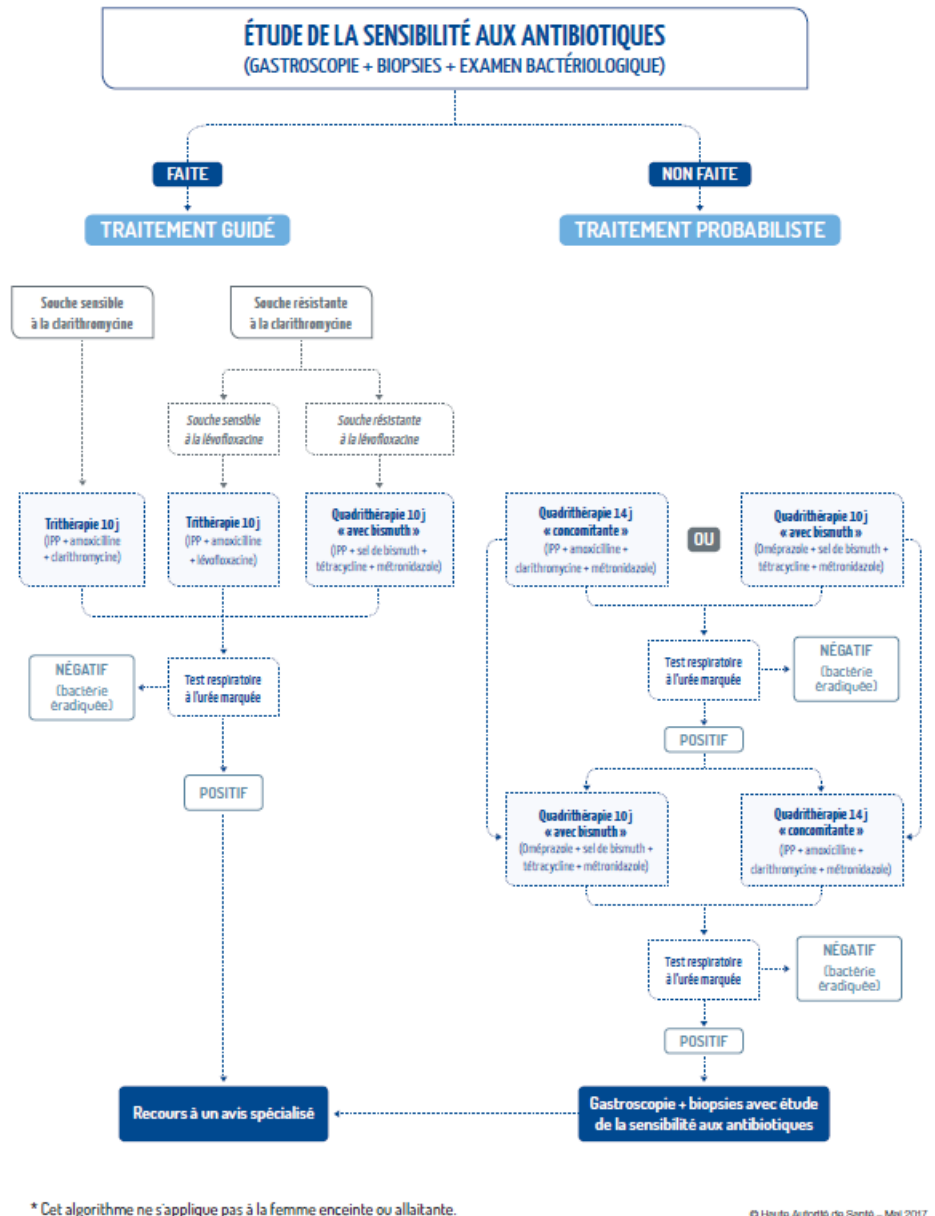 ÉTUDE DE LA SENSIBILITÉ AUX ANTIBIOTIQUES
(GASTROSCOPIE + BIOPSIES + EXAMEN BACTÉRIOLOGIQUE)
FAITE
NON FAITE
TRAITEMENT GUIDÉ
TRAITEMENT PROBABILISTE
Souche sensible
à la clarithromycine
Souche résistante
à la clarithromycine
Souche sensible
à la lévofloxacine
Souche résistante
à la lévofloxacine
Trithérapie 10 j
(IPP + amoxicilline
+ clarithromycine)
Trithérapie 10 j
(IPP + amoxicilline
+ lévofloxacine)
Quadrithérapie 10 j
« avec bismuth »
(IPP + sel de bismuth +
tétracycline + métronidazole)
Quadrithérapie 14 j
« concomitante »
(IPP + amoxicilline +
clarithromycine + métronidazole)
OU
Quadrithérapie 10 j
« avec bismuth »
(Oméprazole + sel de bismuth +
tétracycline + métronidazole)
NÉGATIF
(bactérie
éradiquée)
Test respiratoire
à l'urée marquée
Test respiratoire
à l'urée marquée
NÉGATIF
(bactérie
éradiquée)
POSITIF
POSITIF
Quadrithérapie 10 j
« avec bismuth »
(Oméprazole + sel de bismuth +
tétracycline + métronidazole)
Quadrithérapie 14 j
« concomitante »
(IPP + amoxicilline +
clarithromycine + métronidazole)
Test respiratoire
à l'urée marquée
NÉGATIF
(bactérie
éradiquée)
POSITIF
Recours à un avis spécialisé
Gastroscopie + biopsies avec étude
de la sensibilité aux antibiotiques
* Cet algorithme ne s'applique pas à la femme enceinte ou allaitante.
© Haute Autorité de Santé – Mai 2017